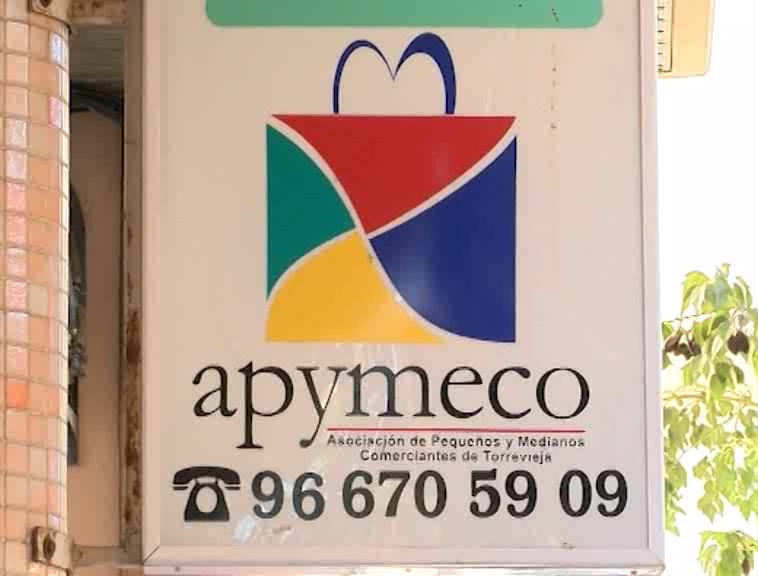 apymeco
Asociación de Pequeños y Medianos
Comerciantes de Torrevieja
96 670 59 09